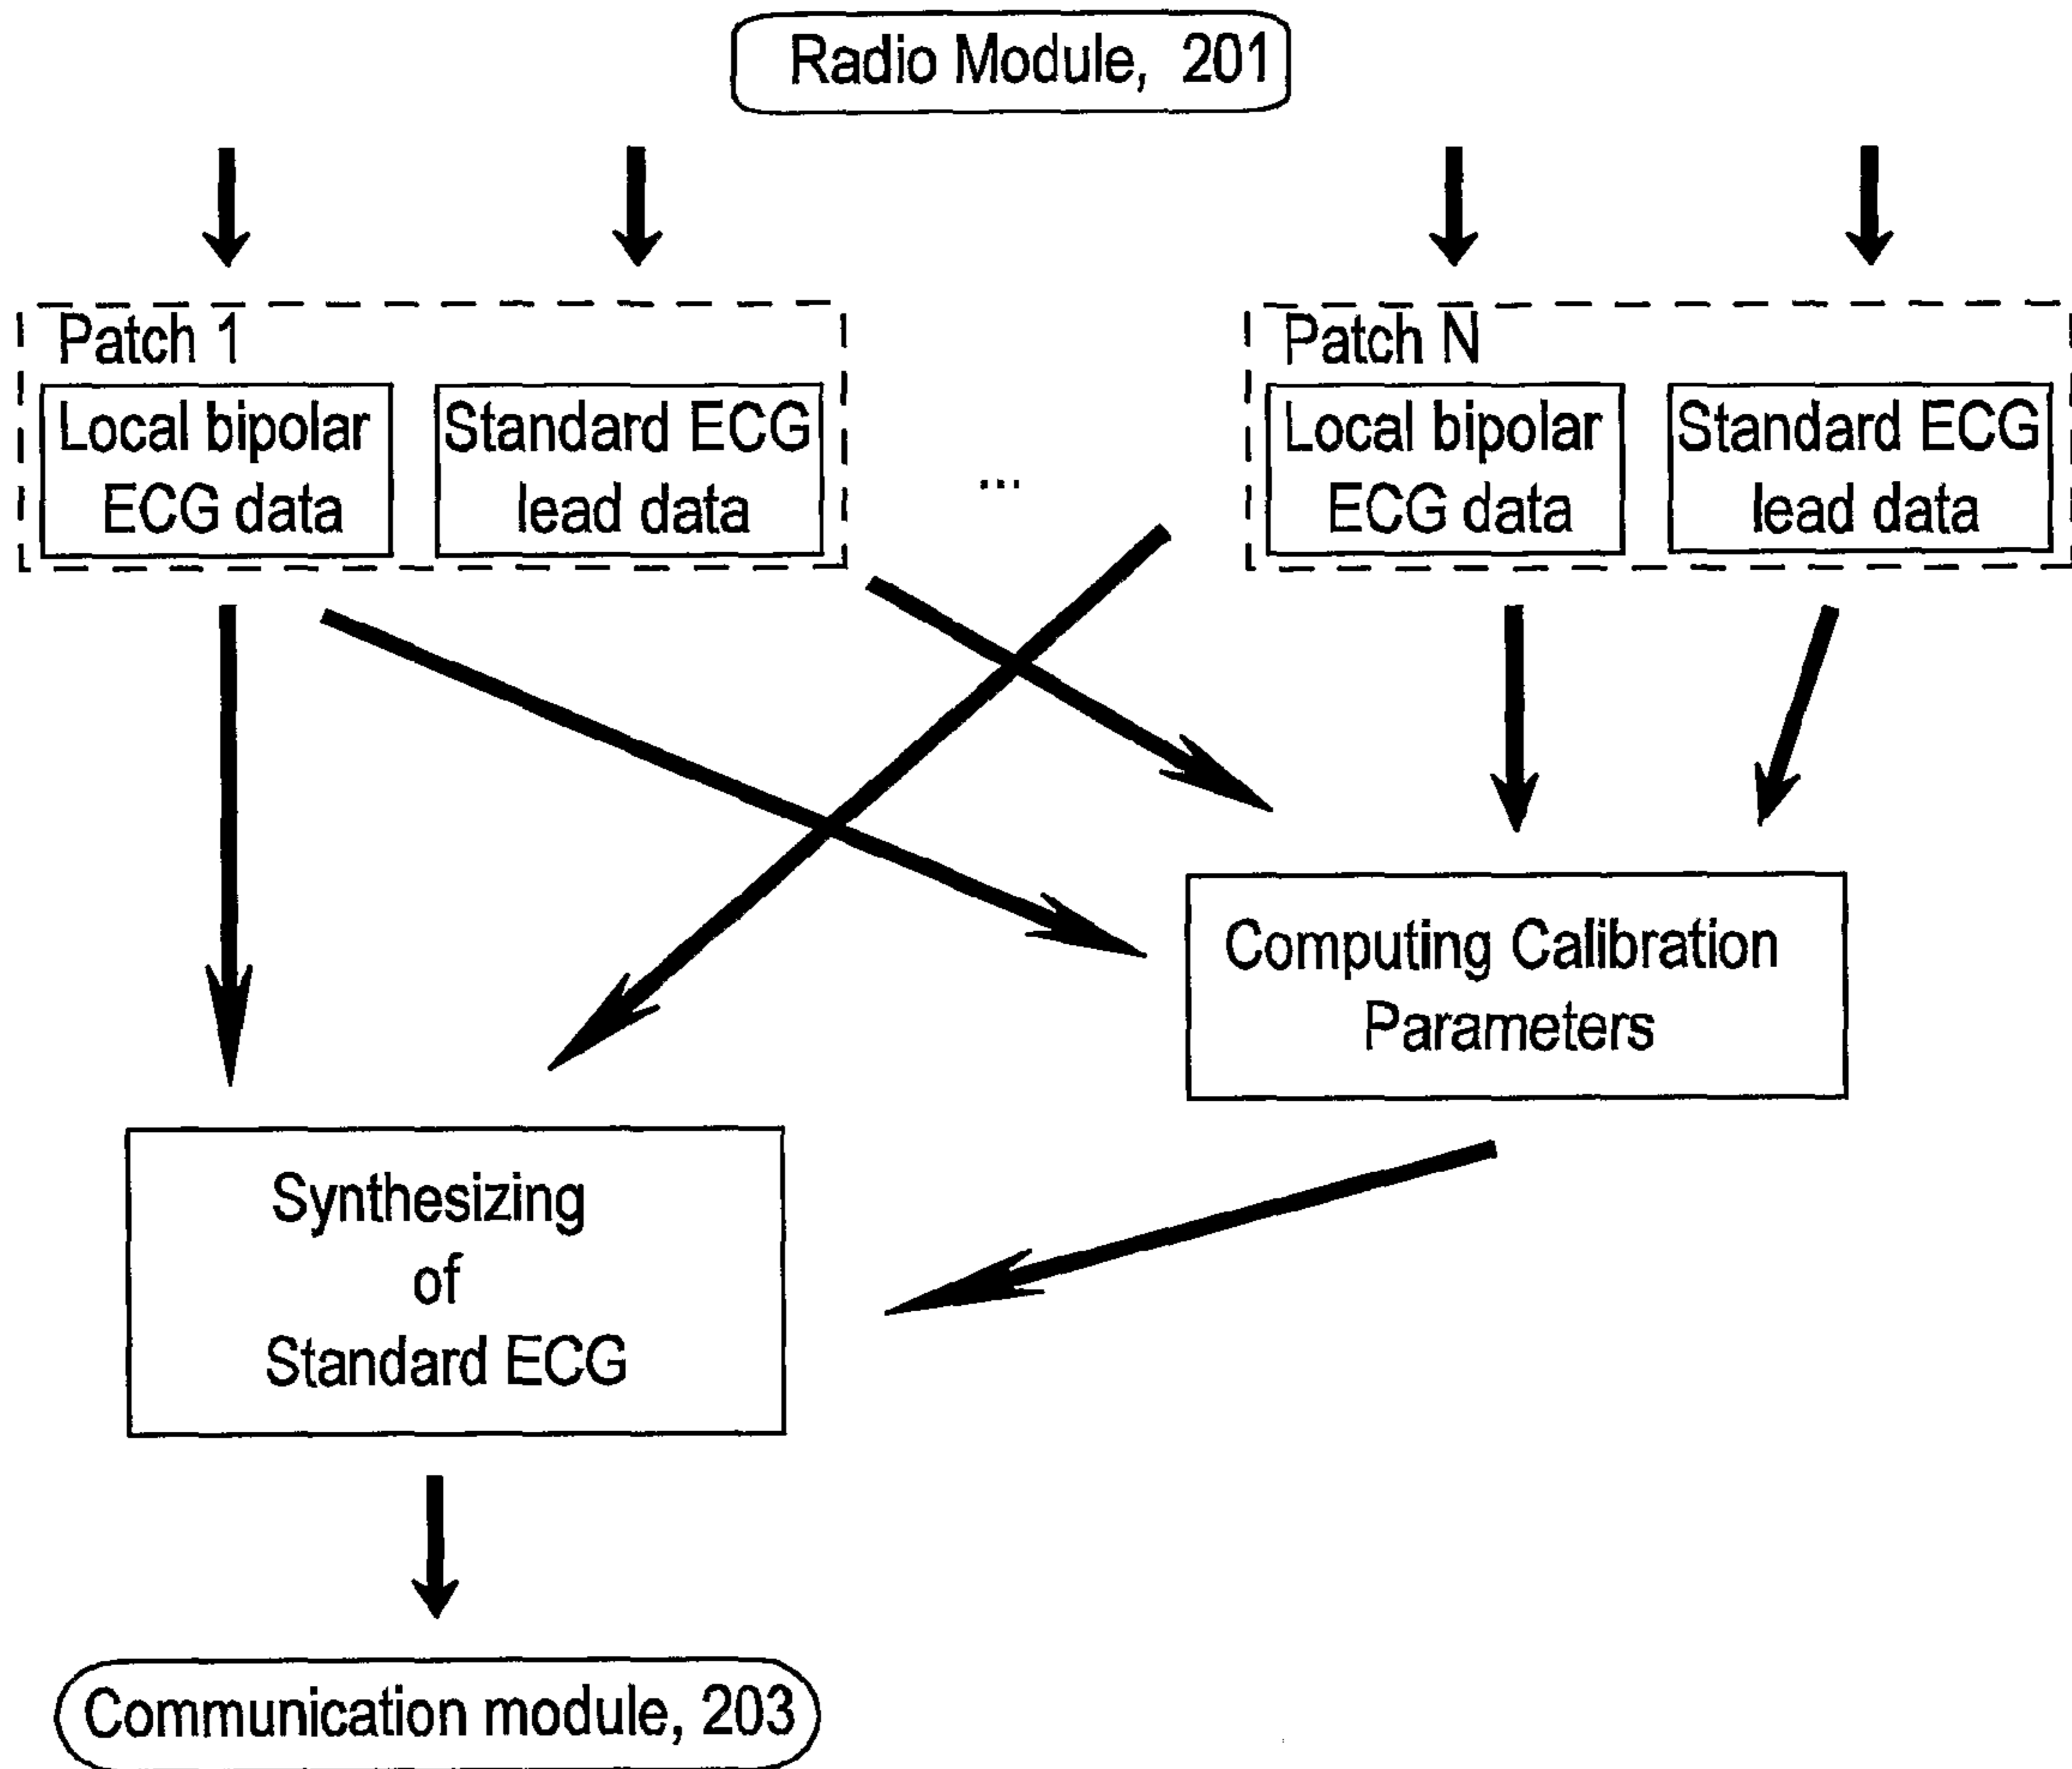 Radio Module, 201
Patch 1
Local bipolar
ECG data
Standard ECG
lead data
...
Patch N
Local bipolar
ECG data
Standard ECG
lead data
Computing Calibration
Parameters
Synthesizing
of
Standard ECG
Communication module, 203